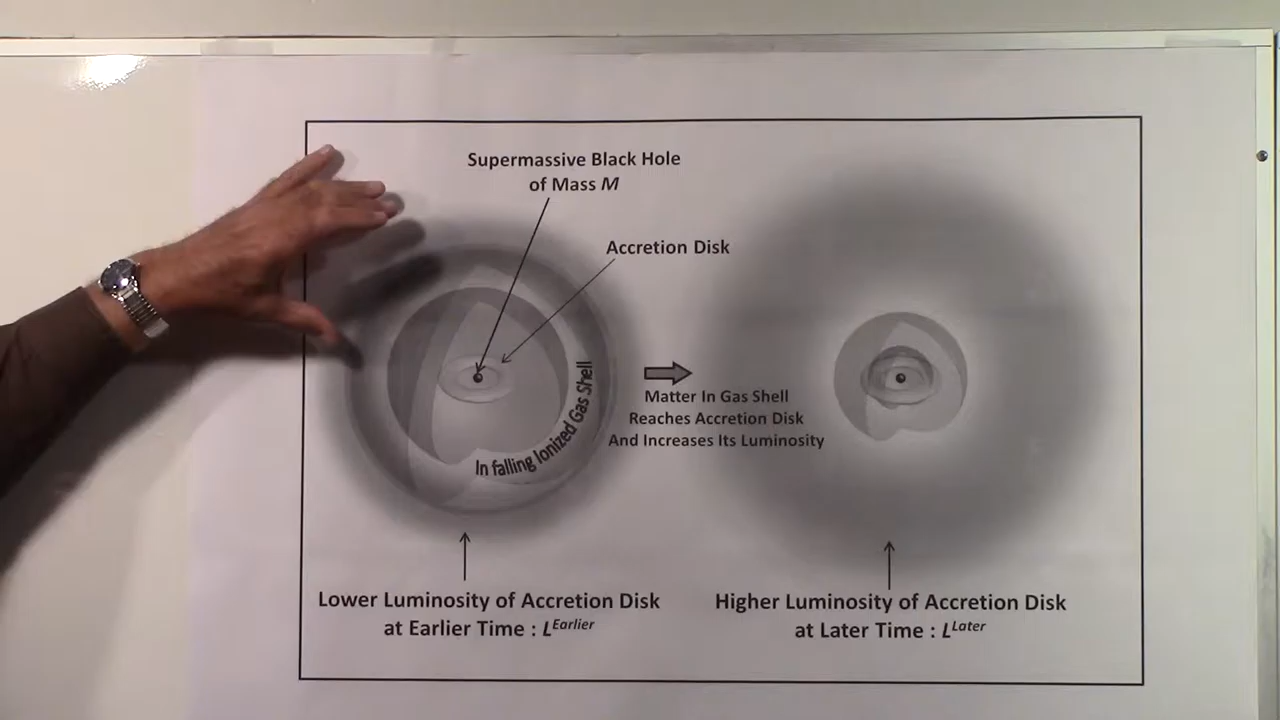 Supermassive Black Hole
of Mass M
Accretion Disk
In falling Ionized Gas Shell
Matter In Gas Shell
Reaches Accretion Disk
And Increases Its Luminosity
Lower Luminosity of Accretion Disk
at Earlier Time : L^Earlier
Higher Luminosity of Accretion Disk
at Later Time : L^Later